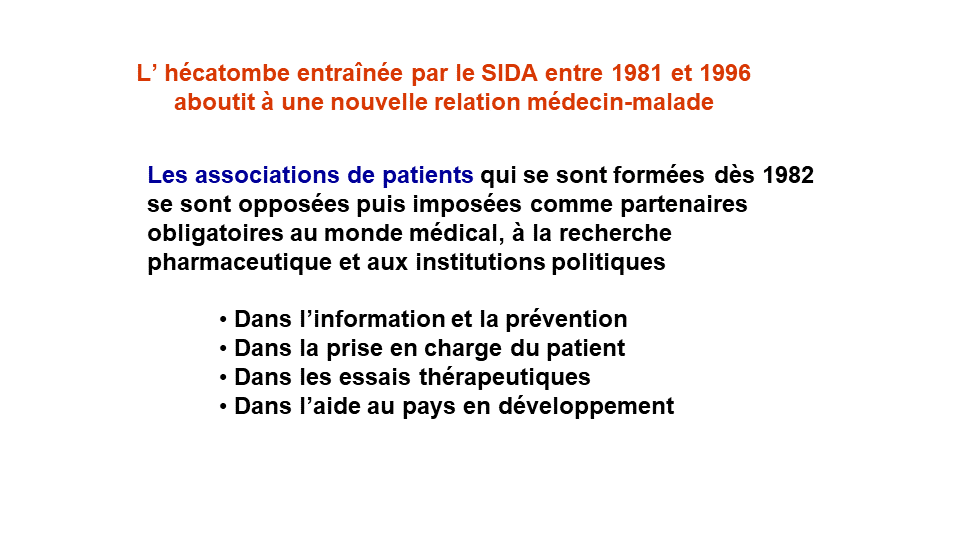 L’ hécatombe entraînée par le SIDA entre 1981 et 1996
aboutit à une nouvelle relation médecin-malade
Les associations de patients qui se sont formées dès 1982
se sont opposées puis imposées comme partenaires
obligatoires au monde médical, à la recherche
pharmaceutique et aux institutions politiques
• Dans l’information et la prévention
• Dans la prise en charge du patient
• Dans les essais thérapeutiques
• Dans l’aide au pays en développement